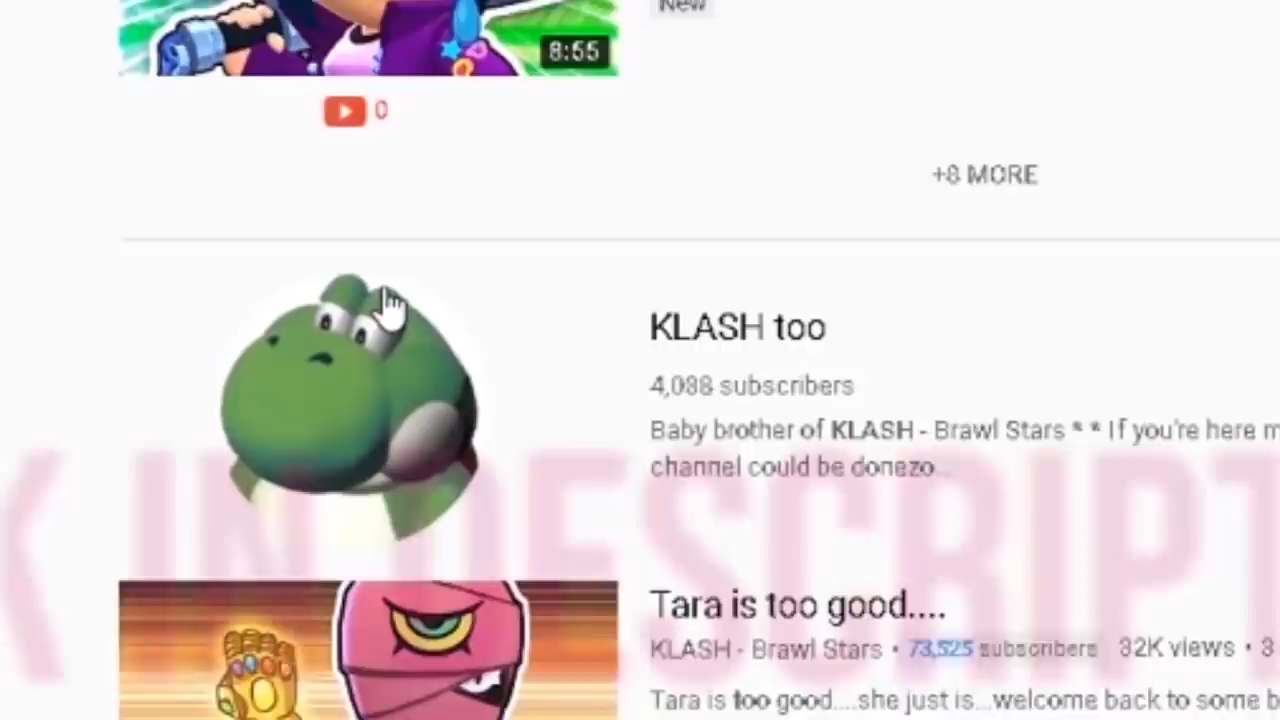 New
8:55
0
+8 MORE
KLASH too
4,088 subscribers
Baby brother of KLASH - Brawl Stars * * If you're here m
channel could be donezo...
K IN DESCRIPT
Tara is too good....
KLASH - Brawl Stars • 73,525 subscribers 32K views • 3
Tara is too good....she just is...welcome back to some b